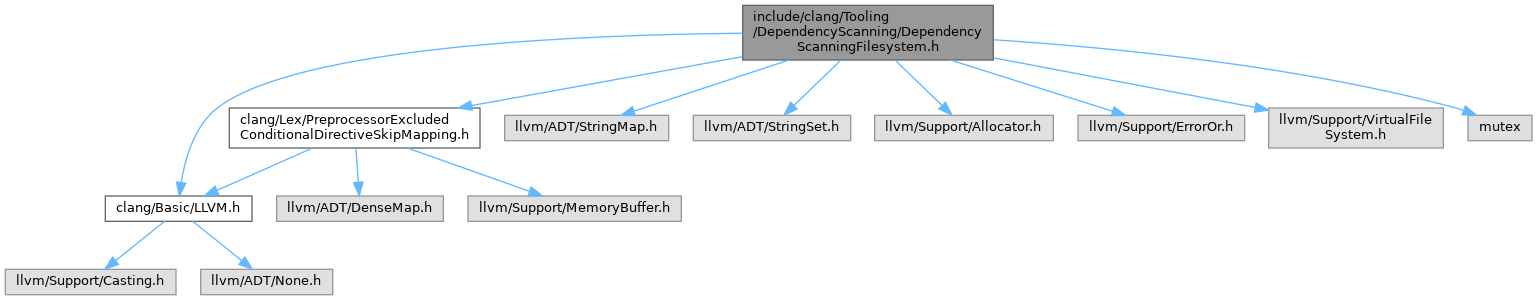 include/clang/Tooling
/DependencyScanning/Dependency
ScanningFilesystem.h
clang/Lex/PreprocessorExcluded
ConditionalDirectiveSkipMapping.h
llvm/ADT/StringMap.h
llvm/ADT/StringSet.h
llvm/Support/Allocator.h
llvm/Support/ErrorOr.h
llvm/Support/VirtualFile
System.h
mutex
clang/Basic/LLVM.h
llvm/ADT/DenseMap.h
llvm/Support/MemoryBuffer.h
llvm/Support/Casting.h
llvm/ADT/None.h